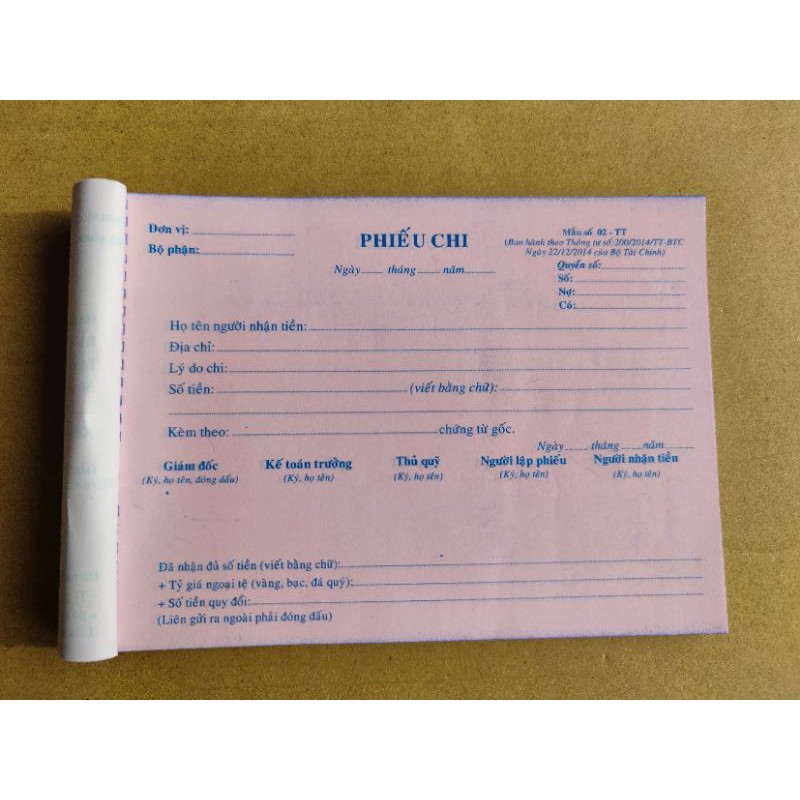 Đơn vị:
Bộ phận:
PHIẾU CHI
Ngày tháng năm
Mẫu số 02 - TT
(Ban hành theo Thông tư số:200/2014/TT-BTC
Ngày 22/12/2014 của Bộ Tài Chính)
Quyển số:
Số:
Nợ:
Có:
Họ tên người nhận tiền:
Địa chỉ:
Lý do chi:
Số tiền: (viết bằng chữ):
Kèm theo: chứng từ gốc.
Ngày tháng năm
Giám đốc Kế toán trưởng Thủ quỹ Người lập phiếu Người nhận tiền
(Ký, họ tên, đóng dấu) (Ký, họ tên) (Ký, họ tên) (Ký, họ tên) (Ký, họ tên)
Đã nhận đủ số tiền (viết bằng chữ):
+ Tỷ giá ngoại tệ (vàng, bạc, đá quý):
+ Số tiền quy đổi:
(Liên gửi ra ngoài phải đóng dấu)